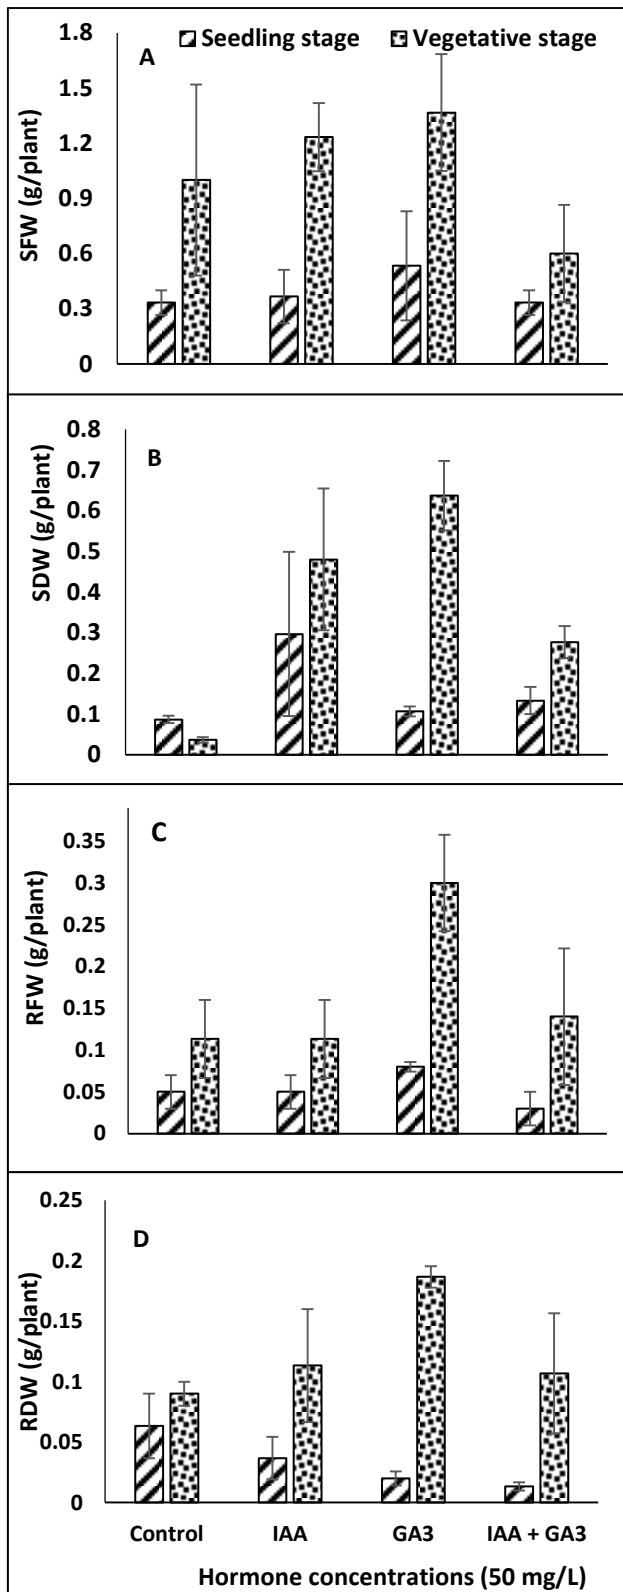 Seedling stage Vegetative stage
A
SFW (g/plant)
1.8
1.5
1.2
0.9
0.6
0.3
0
B
SDW (g/plant)
0.8
0.7
0.6
0.5
0.4
0.3
0.2
0.1
0
C
RFW (g/plant)
0.35
0.3
0.25
0.2
0.15
0.1
0.05
0
D
RDW (g/plant)
0.25
0.2
0.15
0.1
0.05
0
Control IAA GA3 IAA + GA3
Hormone concentrations (50 mg/L)